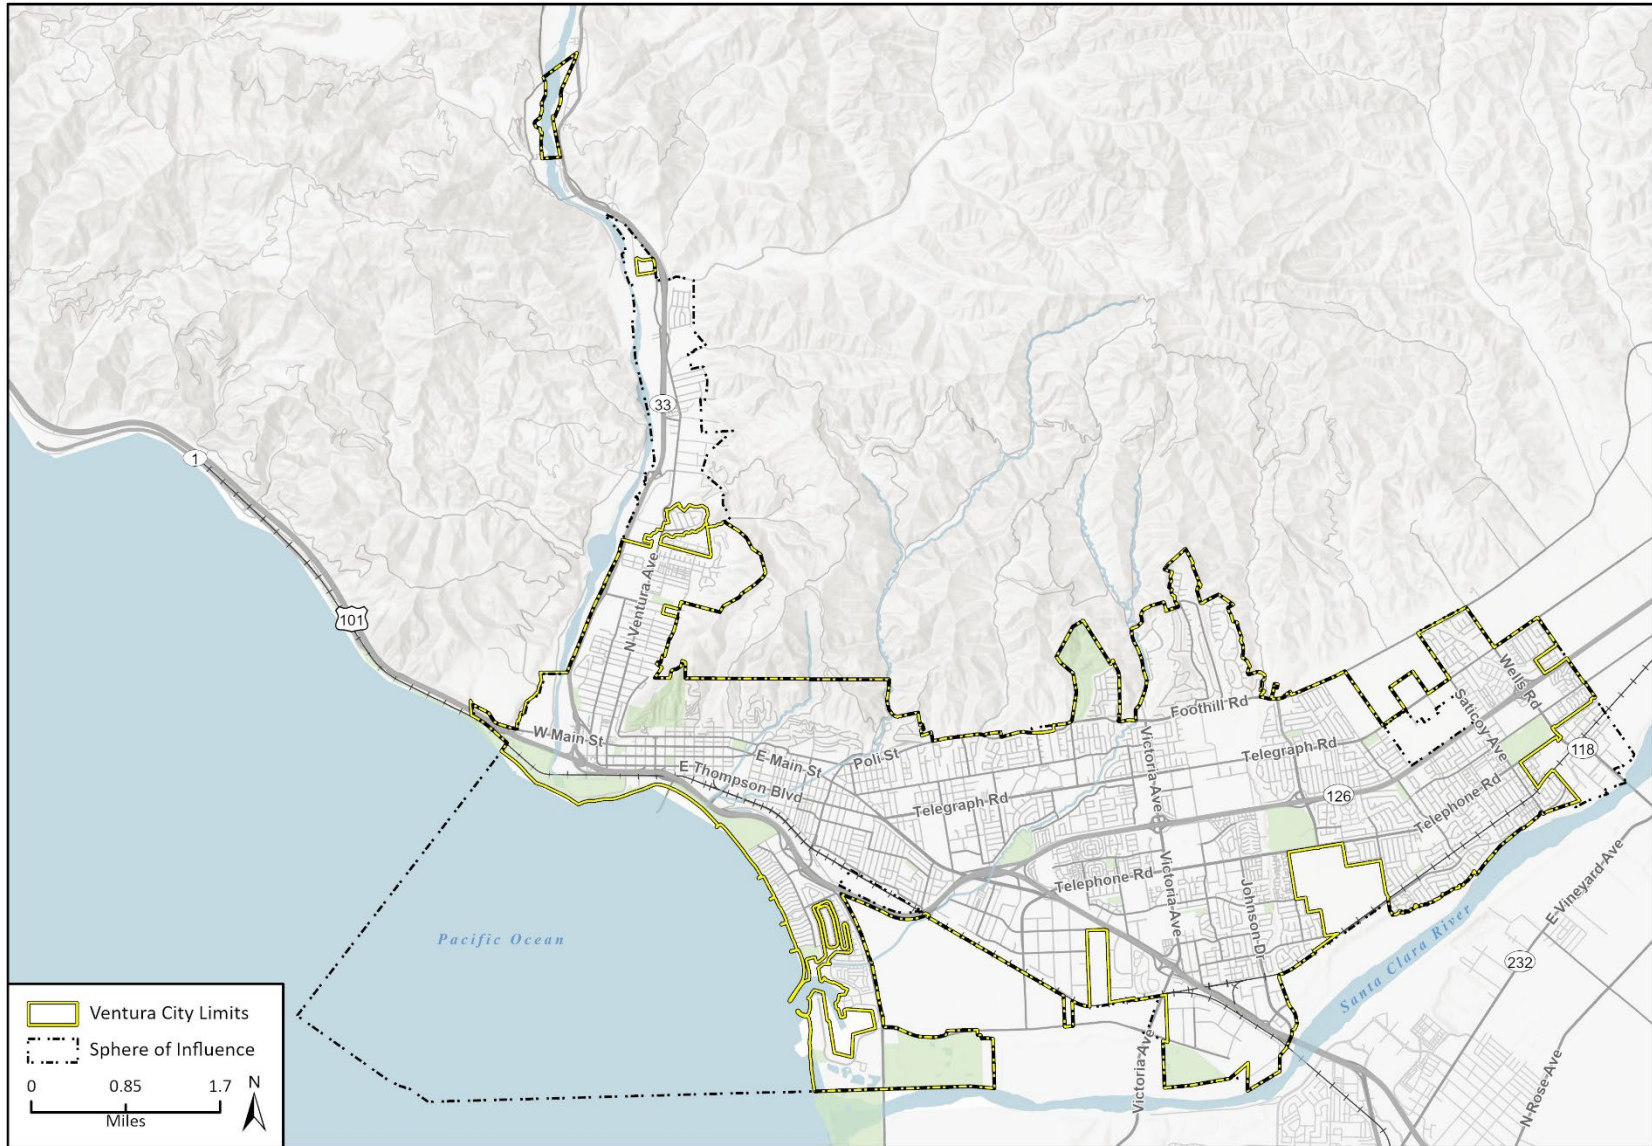 33
1
101
N-Ventura Ave
W Main St
E Main St
E Thompson Blvd
Poli St
Foothill Rd
Wells Rd
Saticoy Ave
Victoria Ave
Telegraph Rd
118
Telegraph Rd
126
Telephone Rd
Telephone Rd
Victoria Ave
Johnson Dr
E-Vineyard Ave
Pacific Ocean
Santa Clara River
232
Victoria Ave
N-Rose Ave
Ventura City Limits
Sphere of Influence
0 0.85 1.7 N
Miles